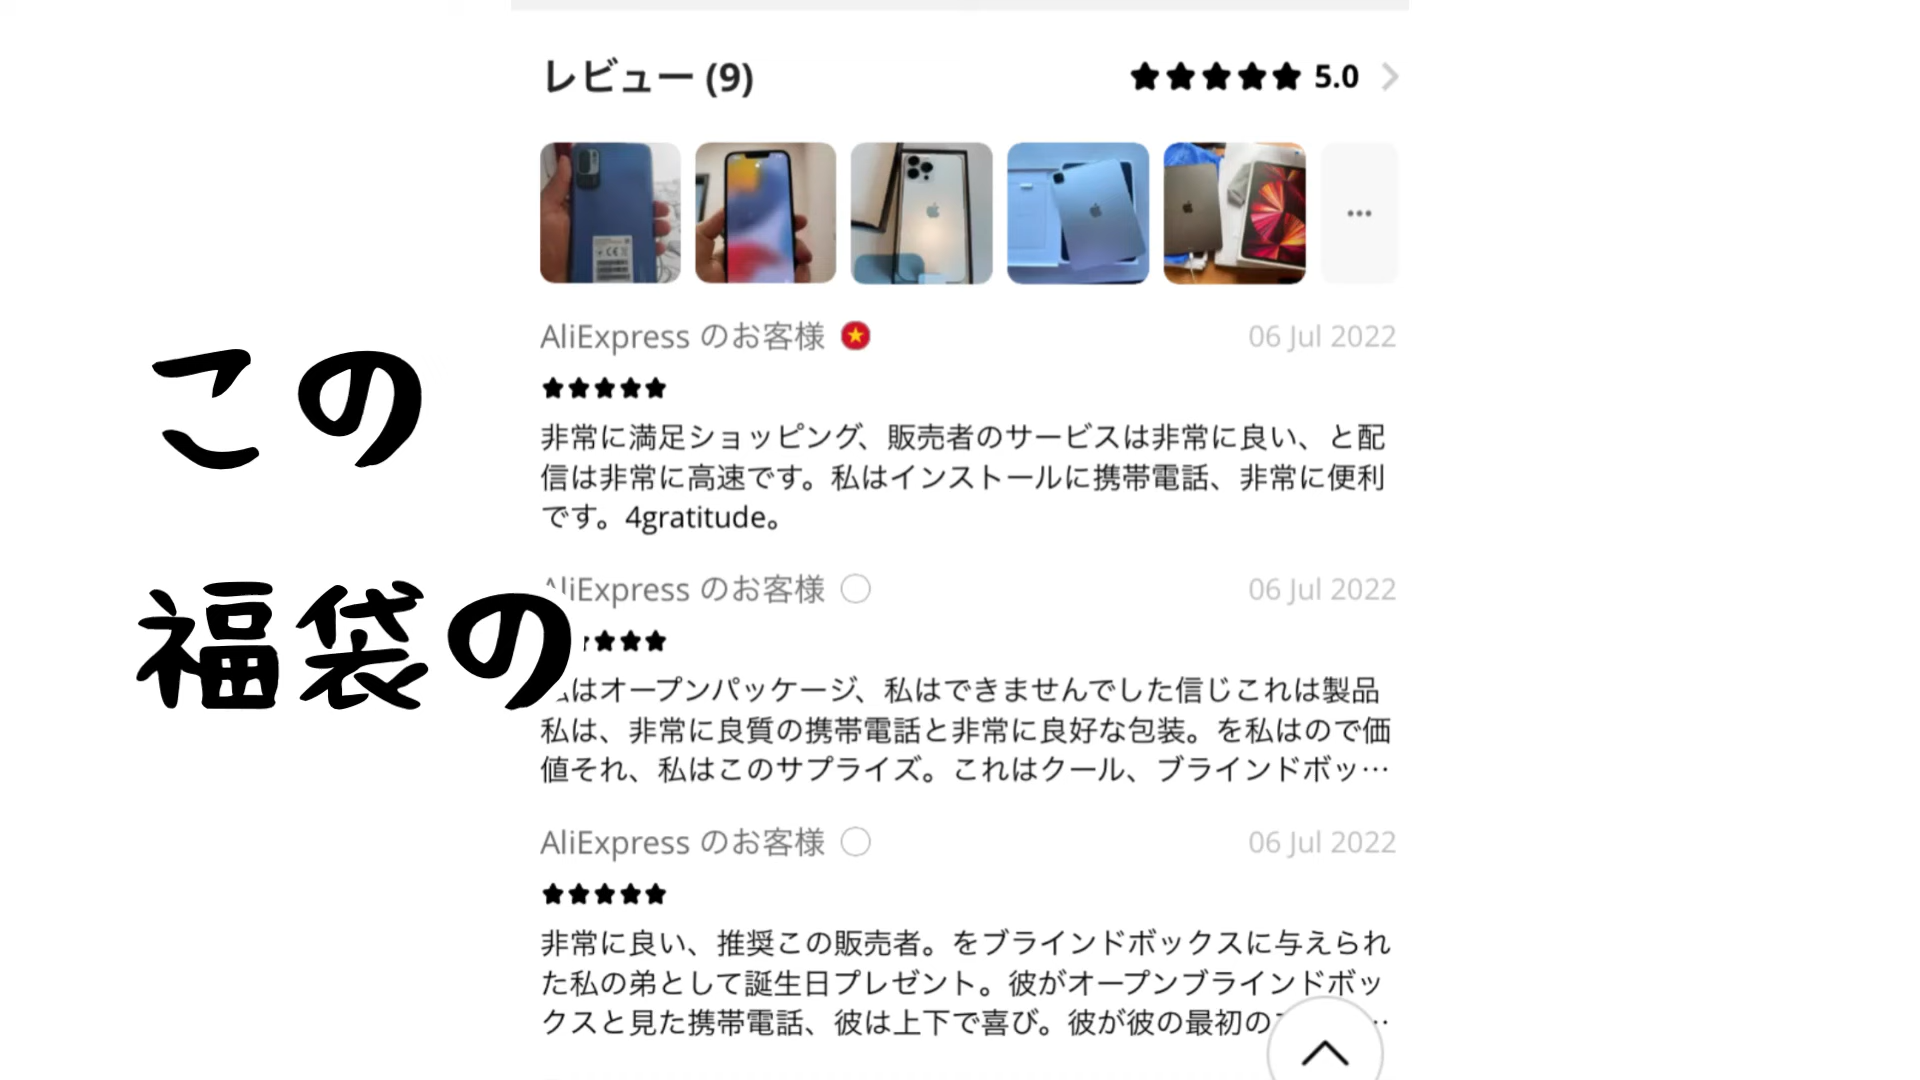 レビュー (9)
5.0
AliExpress のお客様
06 Jul 2022
非常に満足ショッピング、販売者のサービスは非常に良い、と配
信は非常に高速です。私はインストールに携帯電話、非常に便利
です。4gratitude。
この
福袋の
AliExpress のお客様
06 Jul 2022
はオープンパッケージ、私はできませんでした信じこれは製品
私は、非常に良質の携帯電話と非常に良好な包装。を私はので価
値それ、私はこのサプライズ。これはクール、ブラインドボッ…
AliExpress のお客様
06 Jul 2022
非常に良い、推奨この販売者。をブラインドボックスに与えられ
た私の弟として誕生日プレゼント。彼がオープンブラインドボッ
クスと見た携帯電話、彼は上下で喜び。彼が彼の最初の